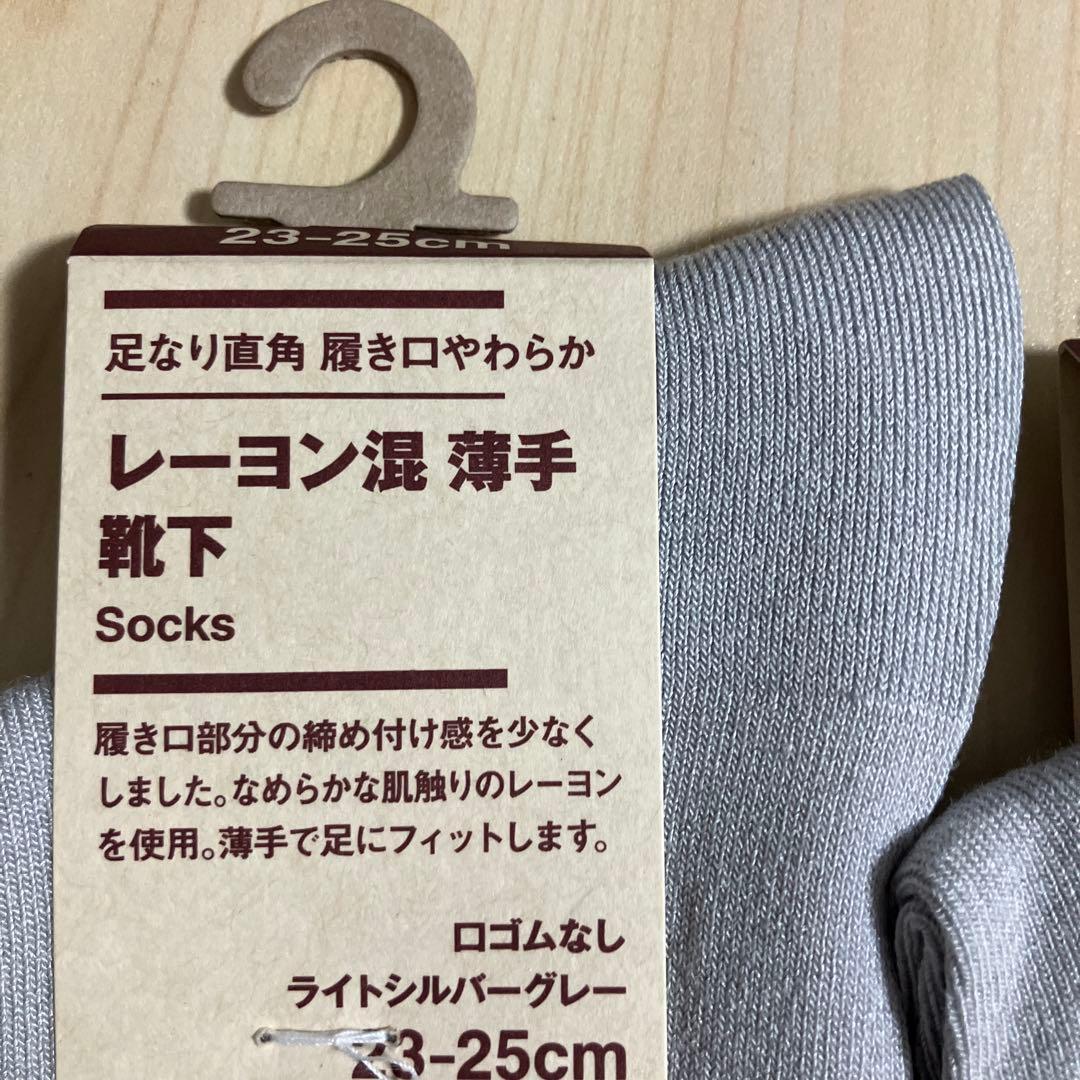 23-25cm
足なり直角 履き口やわらか
レーヨン混 薄手
靴下
Socks
履き口部分の締め付け感を少なく
しました。なめらかな肌触りのレーヨン
を使用。薄手で足にフィットします。
口ゴムなし
ライトシルバーグレー
23-25cm